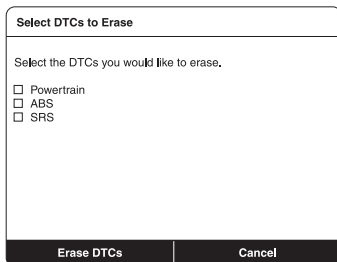 Select DTCs to Erase
Select the DTCs you would like to erase.
Powertrain
ABS
SRS
Erase DTCs
Cancel